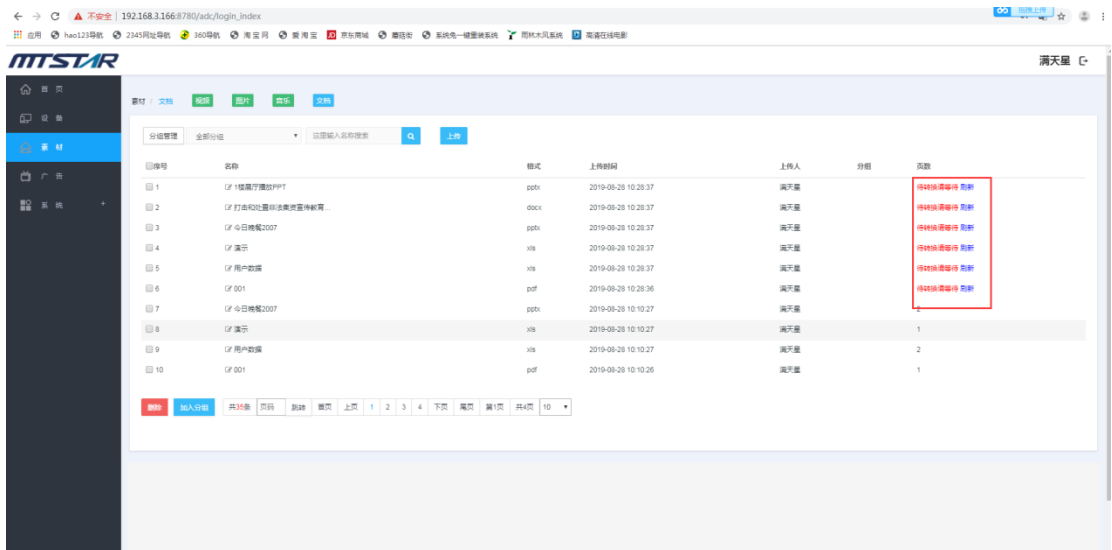 不安全 | 192.168.3.166:8780/adc/login_index
应用 hao123导航 2345网址导航 360导航 淘宝网 爱淘宝 京东商城 蘑菇街 系统兔一键重装系统 雨林木风系统 高清在线电影
MTSTAR 满天星
首页
设备
素材
广告
系统 +
素材 / 文档 视频 图片 音乐 文档
分组管理 全部分组 这里输入名称搜索 上传
序号 名称 格式 上传时间 上传人 分组 页数
1 1楼展厅播放PPT pptx 2019-08-28 10:28:37 满天星 待转换请等待 刷新
2 打击和处置非法集资宣传教育... docx 2019-08-28 10:28:37 满天星 待转换请等待 刷新
3 今日晚餐2007 pptx 2019-08-28 10:28:37 满天星 待转换请等待 刷新
4 演示 xls 2019-08-28 10:28:37 满天星 待转换请等待 刷新
5 用户数据 xls 2019-08-28 10:28:37 满天星 待转换请等待 刷新
6 001 pdf 2019-08-28 10:28:36 满天星 待转换请等待 刷新
7 今日晚餐2007 pptx 2019-08-28 10:10:27 满天星 2
8 演示 xls 2019-08-28 10:10:27 满天星 1
9 用户数据 xls 2019-08-28 10:10:27 满天星 2
10 001 pdf 2019-08-28 10:10:26 满天星 1
删除 加入分组 共35条 页码 跳转 首页 上页 1 2 3 4 下页 尾页 第1页 共4页 10